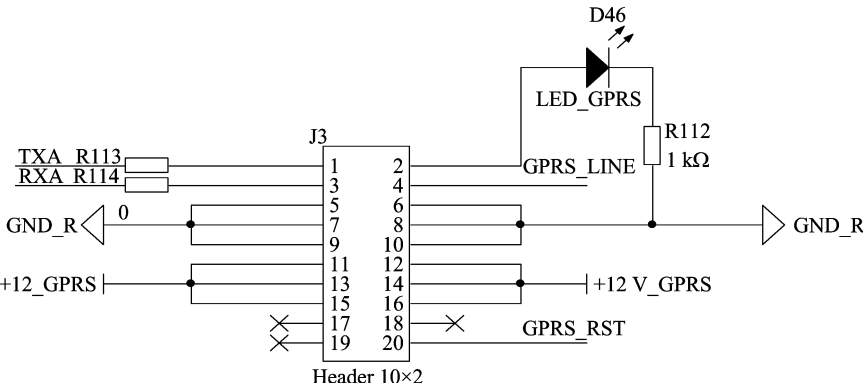 D46
LED_GPRS
R112
1 kΩ
J3
TXA R113
RXA R114
0
GND_R
+12_GPRS
1 2
3 4
5 6
7 8
9 10
11 12
13 14
15 16
17 18
19 20
GPRS_LINE
GND_R
+12 V_GPRS
GPRS_RST
Header 10×2